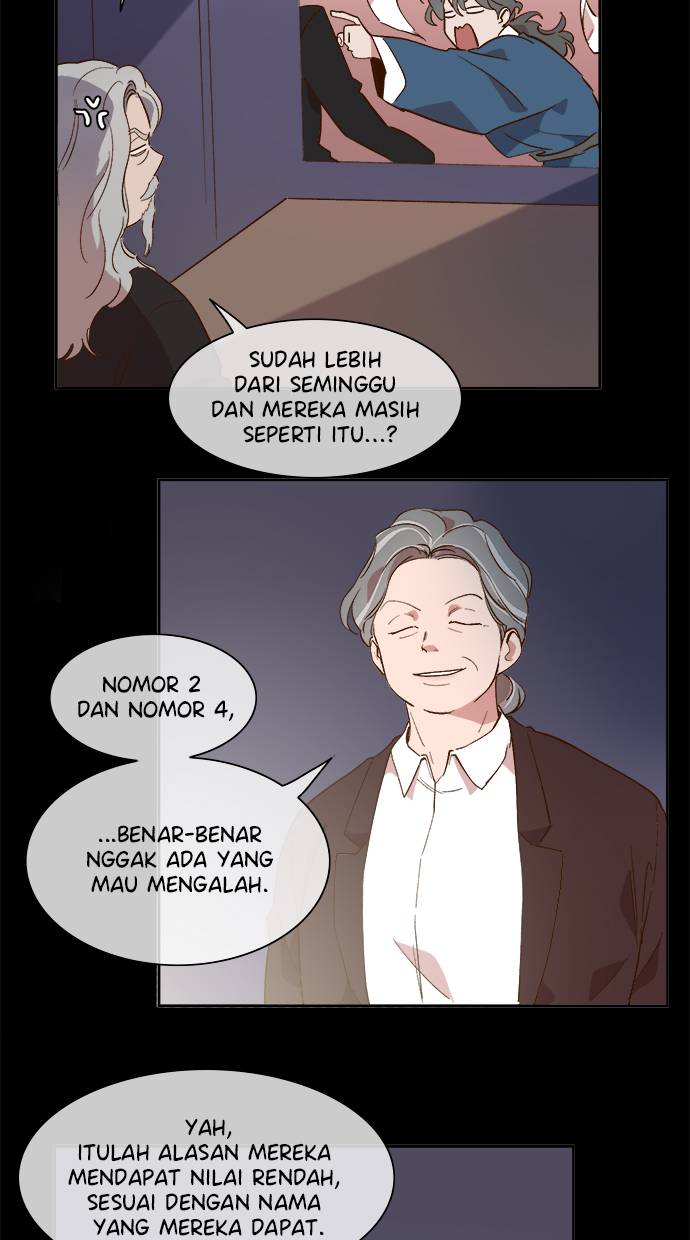 SUDAH LEBIH
DARI SEMINGGU
DAN MEREKA MASIH
SEPERTI ITU...?
NOMOR 2
DAN NOMOR 4,
...BENAR-BENAR
NGGAK ADA YANG
MAU MENGALAH.
YAH,
ITULAH ALASAN MEREKA
MENDAPAT NILAI RENDAH,
SESUAI DENGAN NAMA
YANG MEREKA DAPAT.